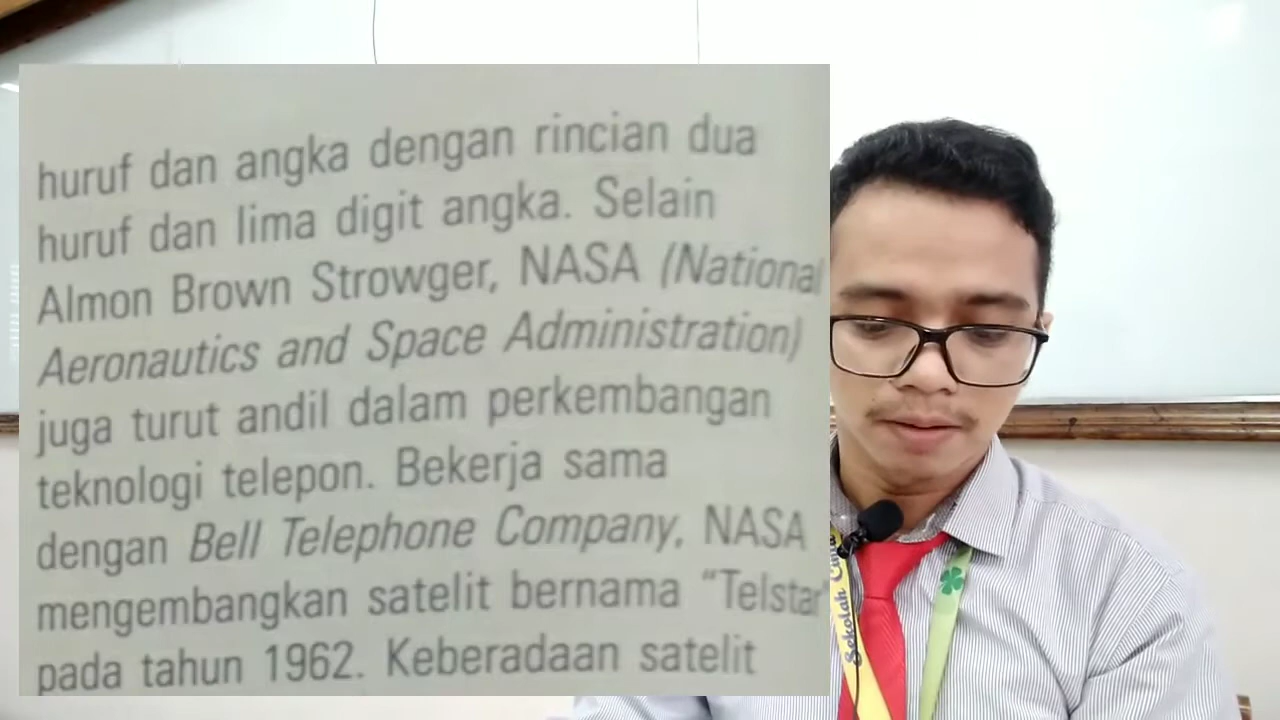 huruf dan angka dengan rincian dua
huruf dan lima digit angka. Selain
Almon Brown Strowger, NASA (National
Aeronautics and Space Administration)
juga turut andil dalam perkembangan
teknologi telepon. Bekerja sama
dengan Bell Telephone Company, NASA
mengembangkan satelit bernama “Telstar”
pada tahun 1962. Keberadaan satelit
Sekolah